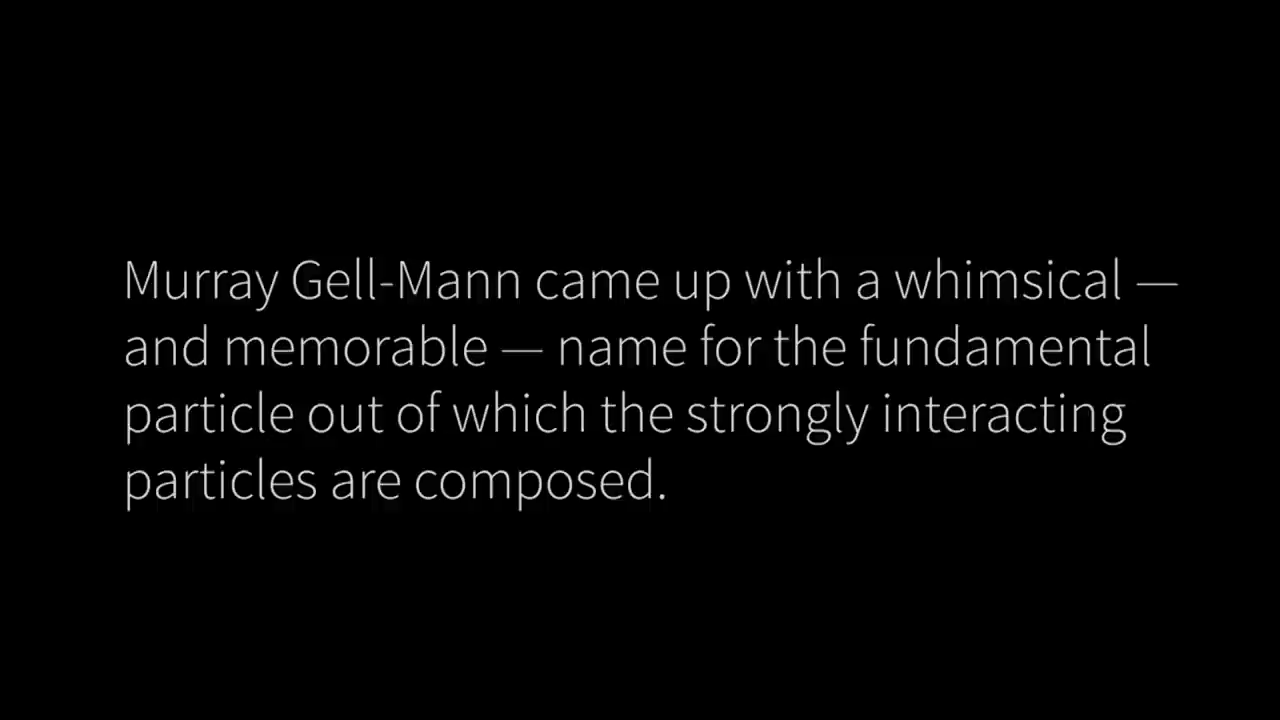 Murray Gell-Mann came up with a whimsical —
and memorable — name for the fundamental
particle out of which the strongly interacting
particles are composed.